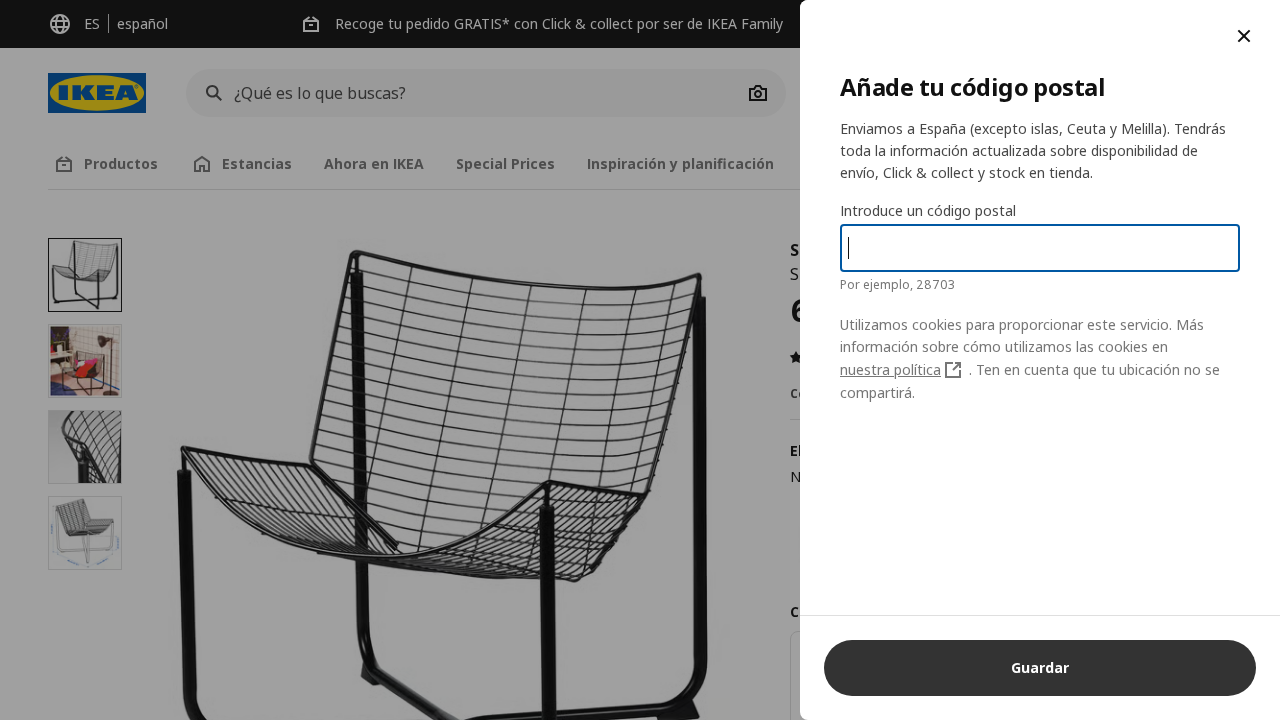 ES español
Recoge tu pedido GRATIS* con Click & collect por ser de IKEA Family
IKEA
¿Qué es lo que buscas?
Productos
Estancias
Ahora en IKEA
Special Prices
Inspiración y planificación
S
S
6
Co
El
N
C
Añade tu código postal
Enviamos a España (excepto islas, Ceuta y Melilla). Tendrás
toda la información actualizada sobre disponibilidad de
envío, Click & collect y stock en tienda.
Introduce un código postal
Por ejemplo, 28703
Utilizamos cookies para proporcionar este servicio. Más
información sobre cómo utilizamos las cookies en
nuestra política . Ten en cuenta que tu ubicación no se
compartirá.
Guardar